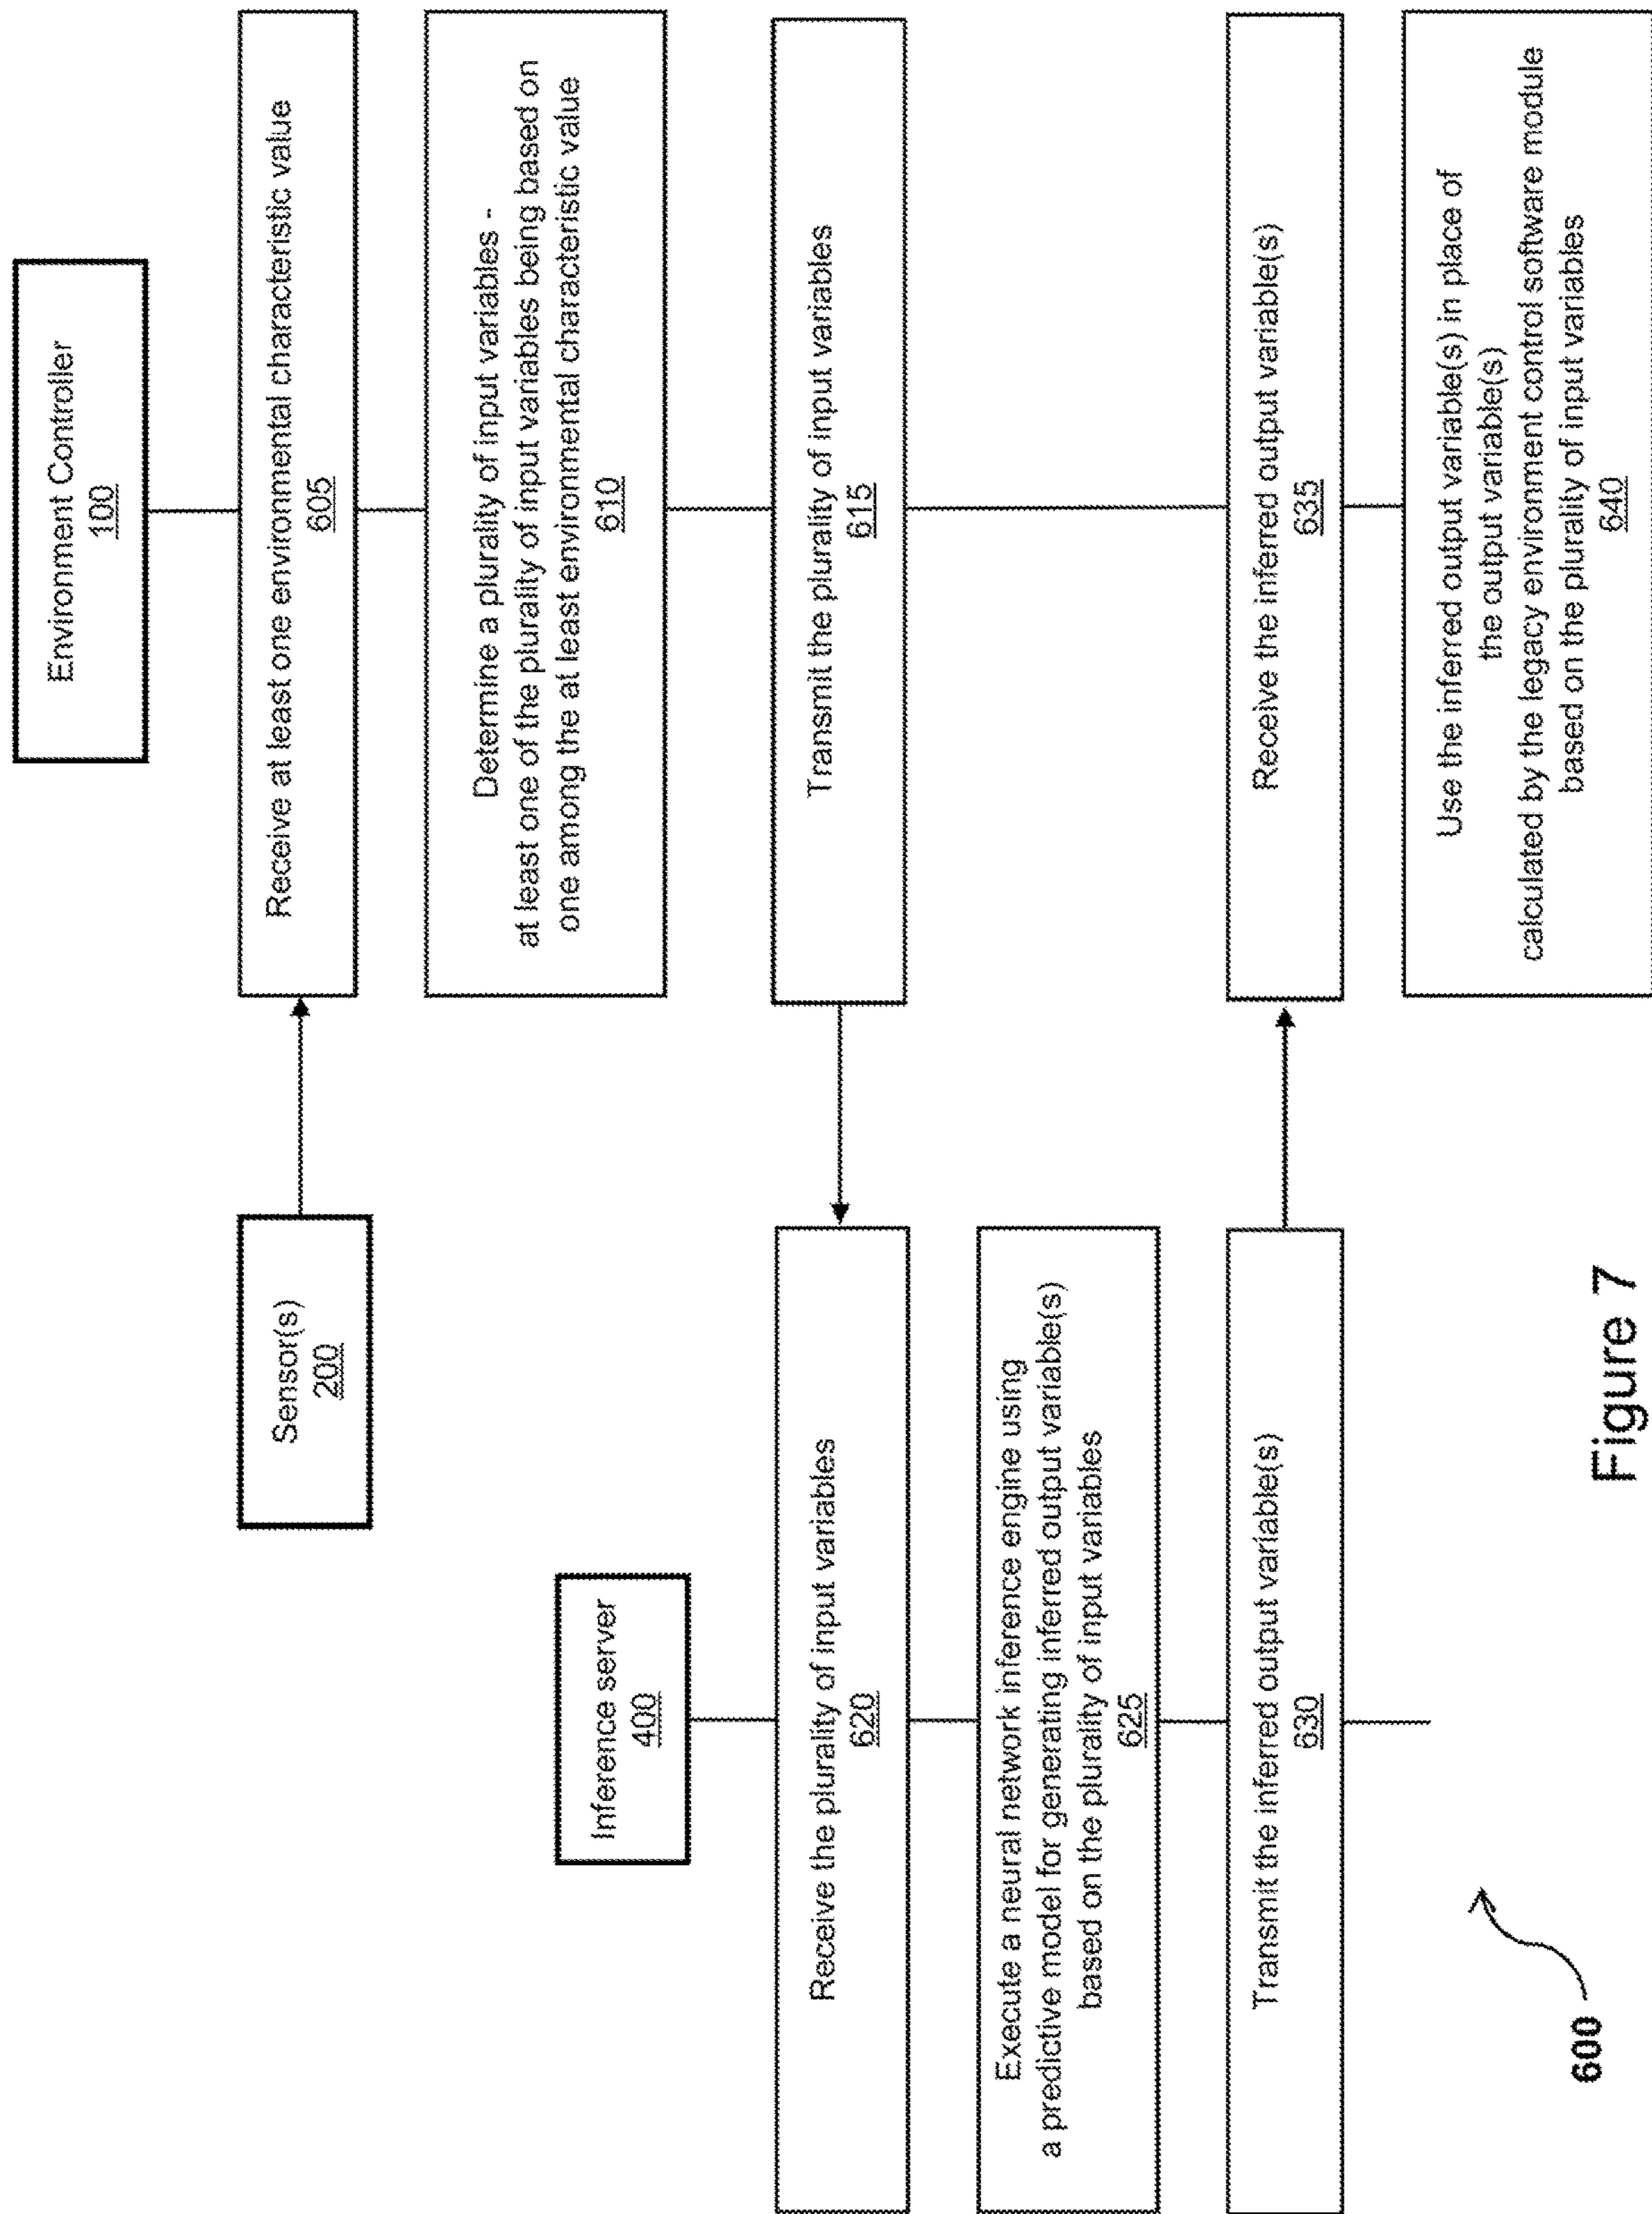 Environment Controller
100
Sensor(s)
200
Receive at least one environmental characteristic value
605
Determine a plurality of input variables -
at least one of the plurality of input variables being based on
one among the at least environmental characteristic value
610
Inference server
400
Transmit the plurality of input variables
615
Receive the plurality of input variables
620
Execute a neural network inference engine using
a predictive model for generating inferred output variable(s)
based on the plurality of input variables
625
Transmit the inferred output variable(s)
630
Receive the inferred output variable(s)
635
Use the inferred output variable(s) in place of
the output variable(s)
calculated by the legacy environment control software module
based on the plurality of input variables
640
600
Figure 7